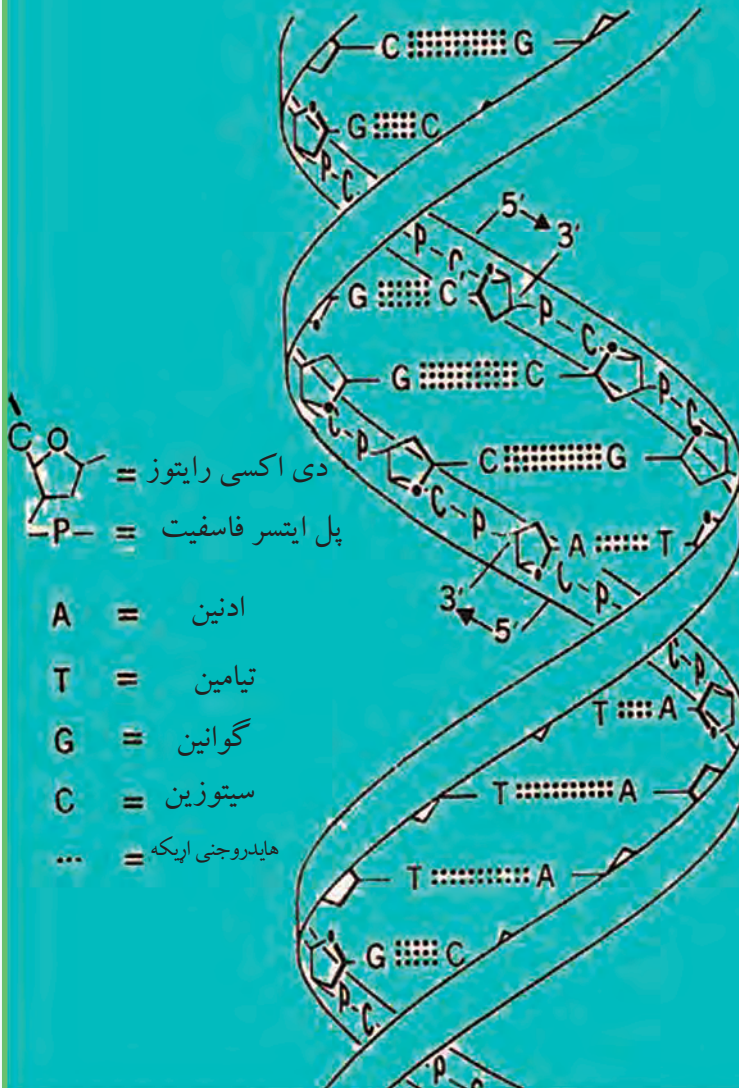 C G
G C
P-C
5′ 3′
P-C
G C P-C
G C P-C
C-P
C G
C-P
A T
3′ 5′
C-P
C-P
T A
T A
T A
G C
P-C
P
C O = دی اکسی رایتوز
-P- = پل ایتسر فاسفیت
A = ادنین
T = تیامین
G = گوانین
C = سیتوزین
... = هایدروجنی اړیکه